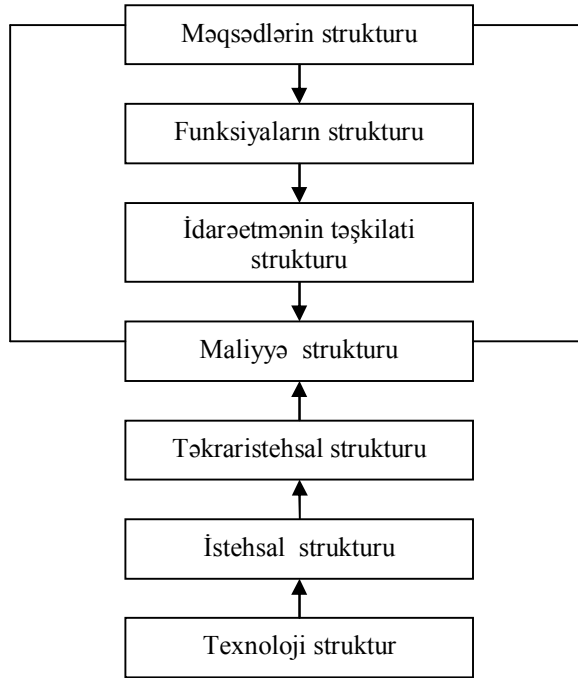 Məqsədlərin strukturu
Funksiyaların strukturu
İdarəetmənin təşkilati
strukturu
Maliyyə strukturu
Təkraristehsal strukturu
İstehsal strukturu
Texnoloji struktur